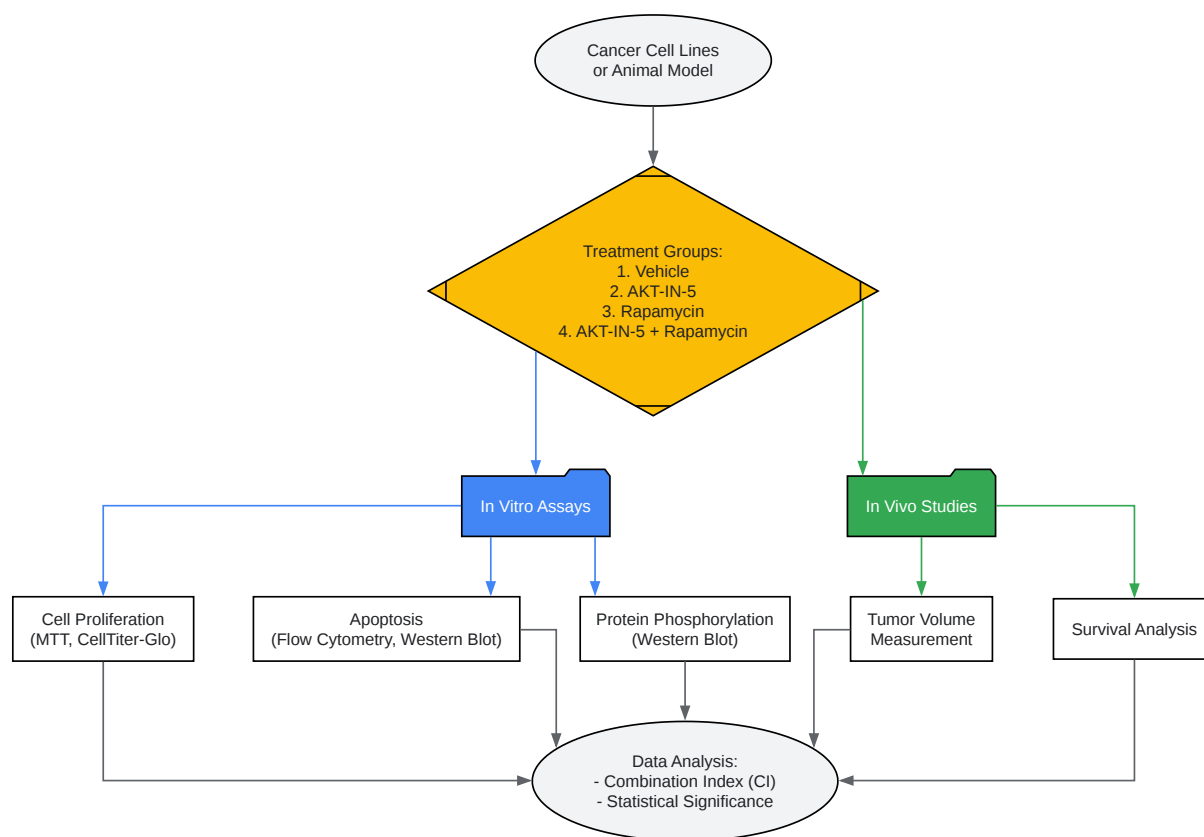 Cancer Cell Lines
or Animal Model
Treatment Groups:
1. Vehicle
2. AKT-IN-5
3. Rapamycin
4. AKT-IN-5 + Rapamycin
In Vitro Assays
In Vivo Studies
Cell Proliferation
(MTT, CellTiter-Glo)
Apoptosis
(Flow Cytometry, Western Blot)
Protein Phosphorylation
(Western Blot)
Tumor Volume
Measurement
Survival Analysis
Data Analysis:
- Combination Index (CI)
- Statistical Significance